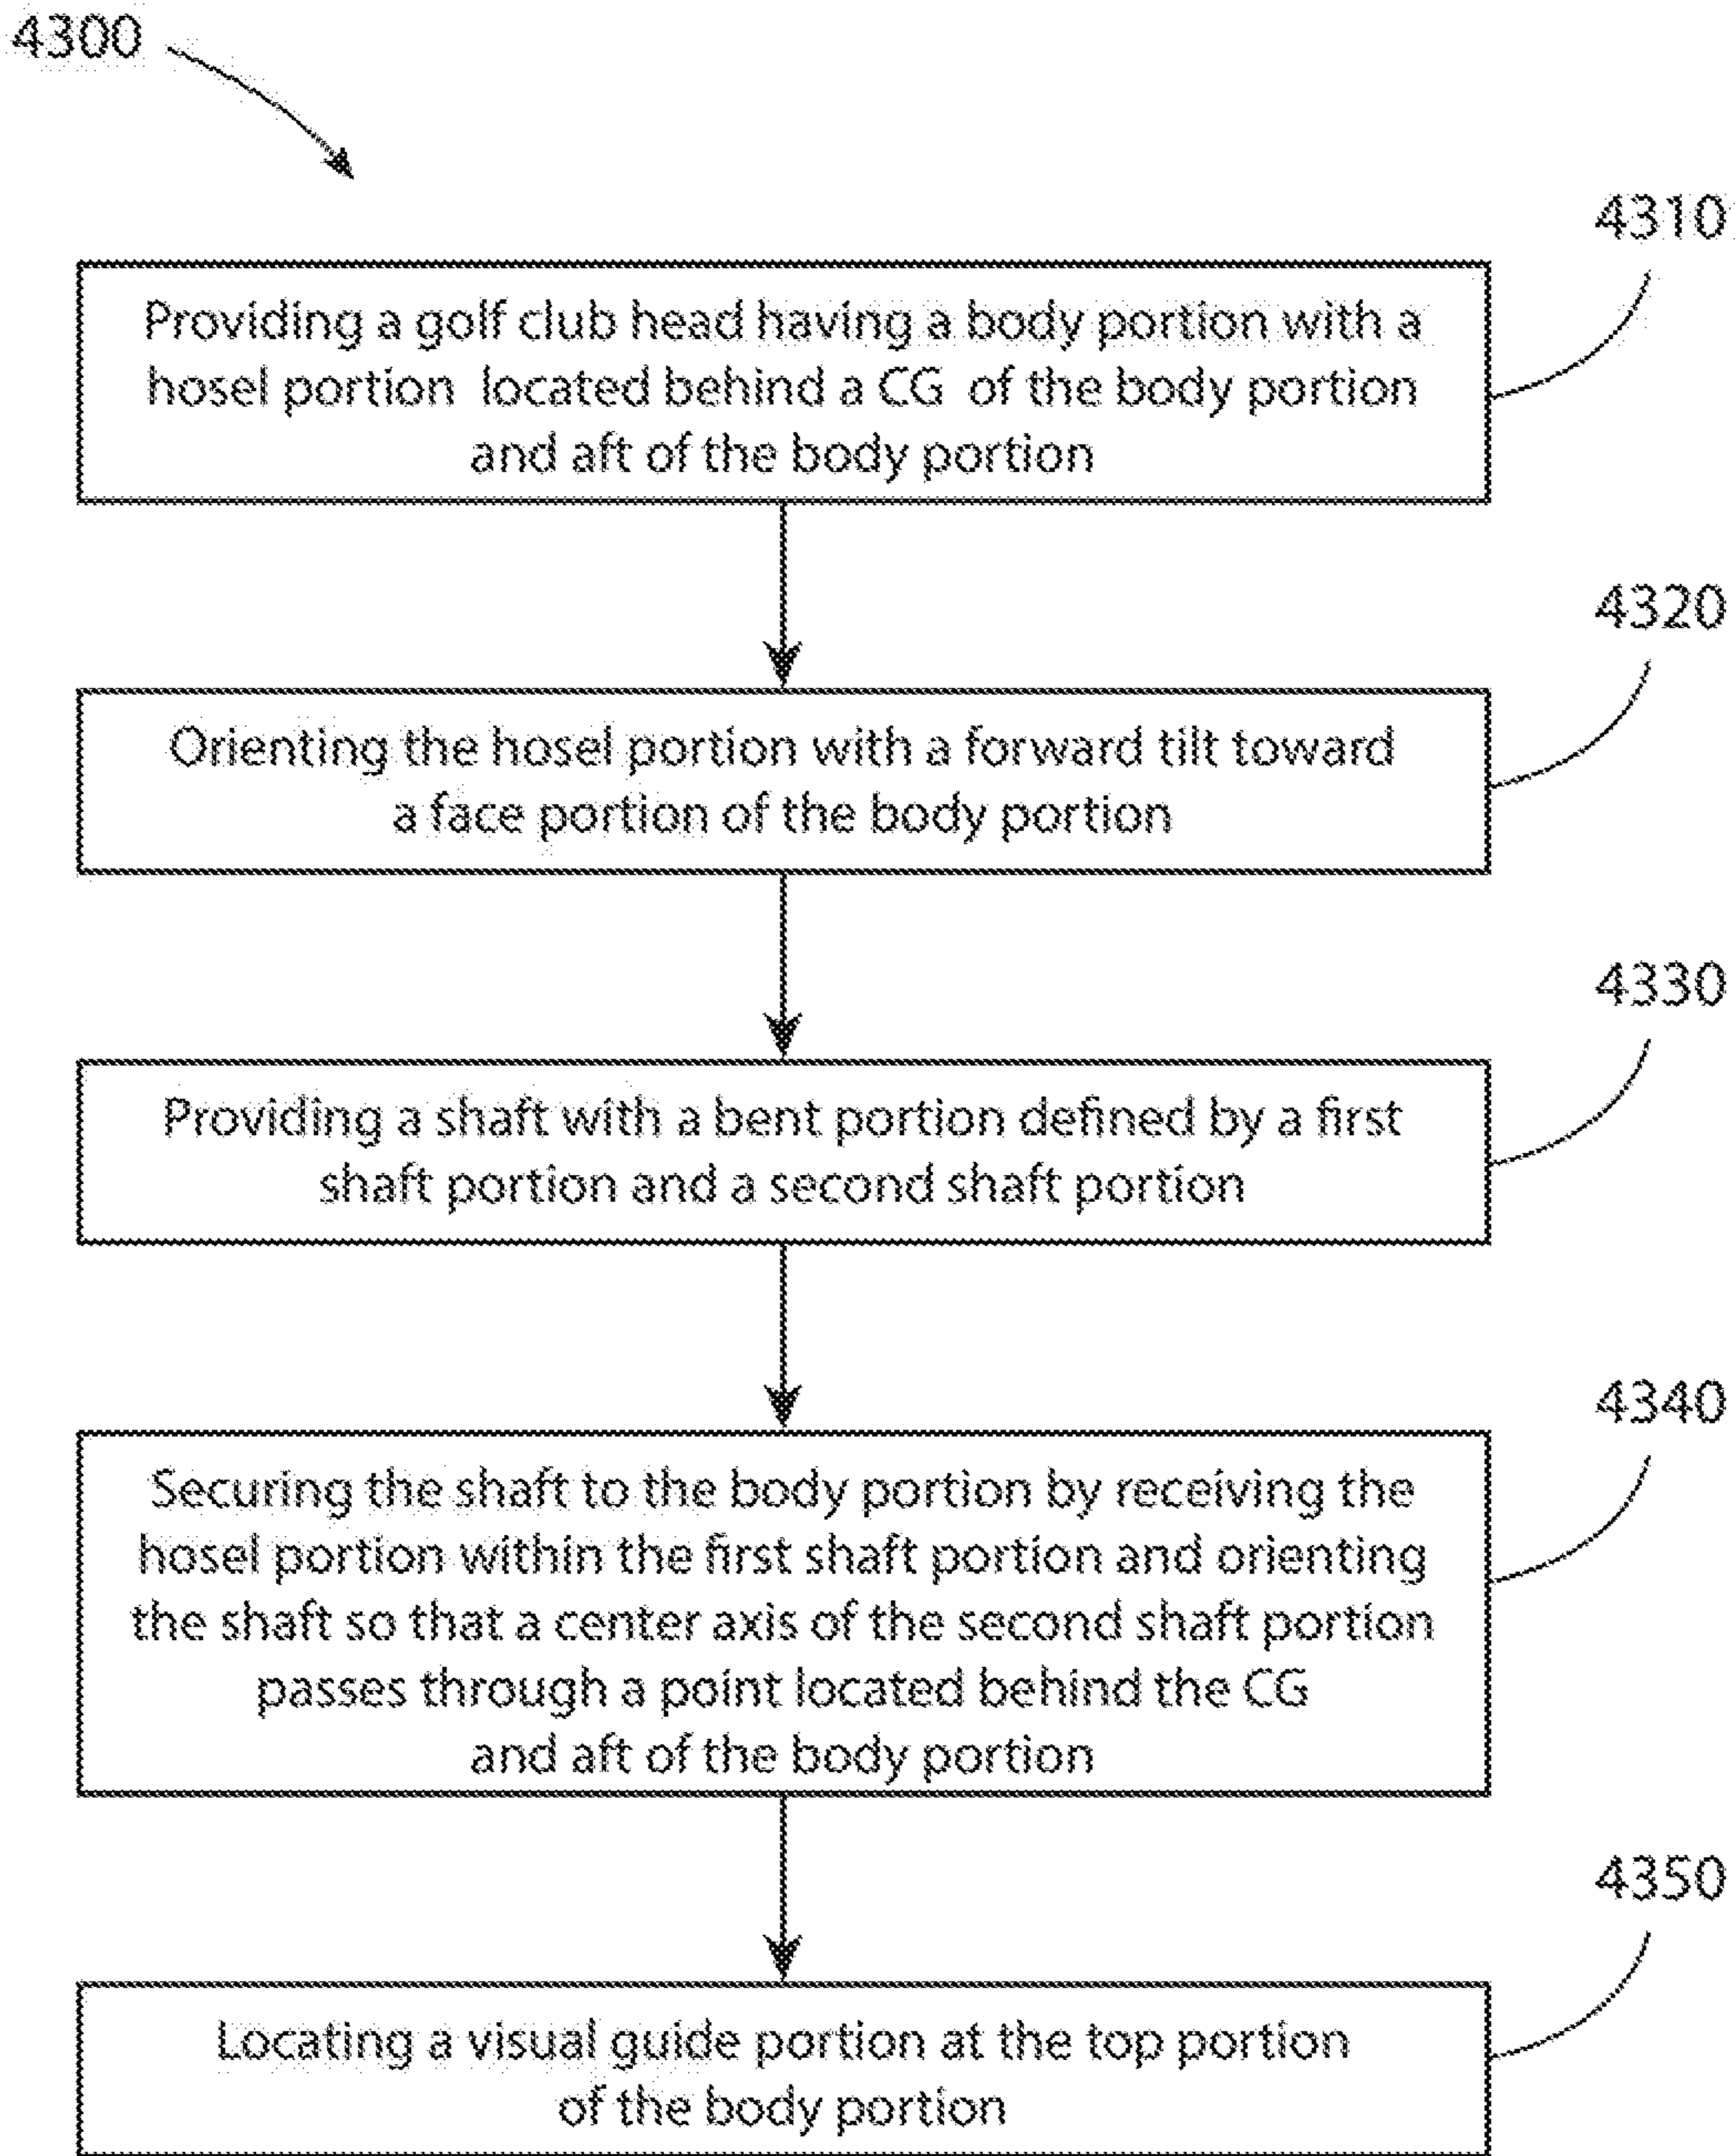 4300
4310
Providing a golf club head having a body portion with a
hosel portion located behind a CG of the body portion
and aft of the body portion
4320
Orienting the hosel portion with a forward tilt toward
a face portion of the body portion
4330
Providing a shaft with a bent portion defined by a first
shaft portion and a second shaft portion
4340
Securing the shaft to the body portion by receiving the
hosel portion within the first shaft portion and orienting
the shaft so that a center axis of the second shaft portion
passes through a point located behind the CG
and aft of the body portion
4350
Locating a visual guide portion at the top portion
of the body portion